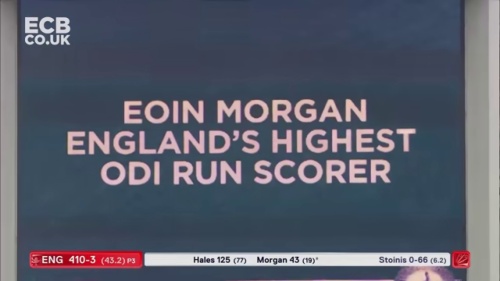 ECB
CO.UK
EOIN MORGAN
ENGLAND'S HIGHEST
ODI RUN SCORER
ENG 410-3 (43.2) P3 Hales 125 (77) Morgan 43 (19)* Stoinis 0-66 (6.2)